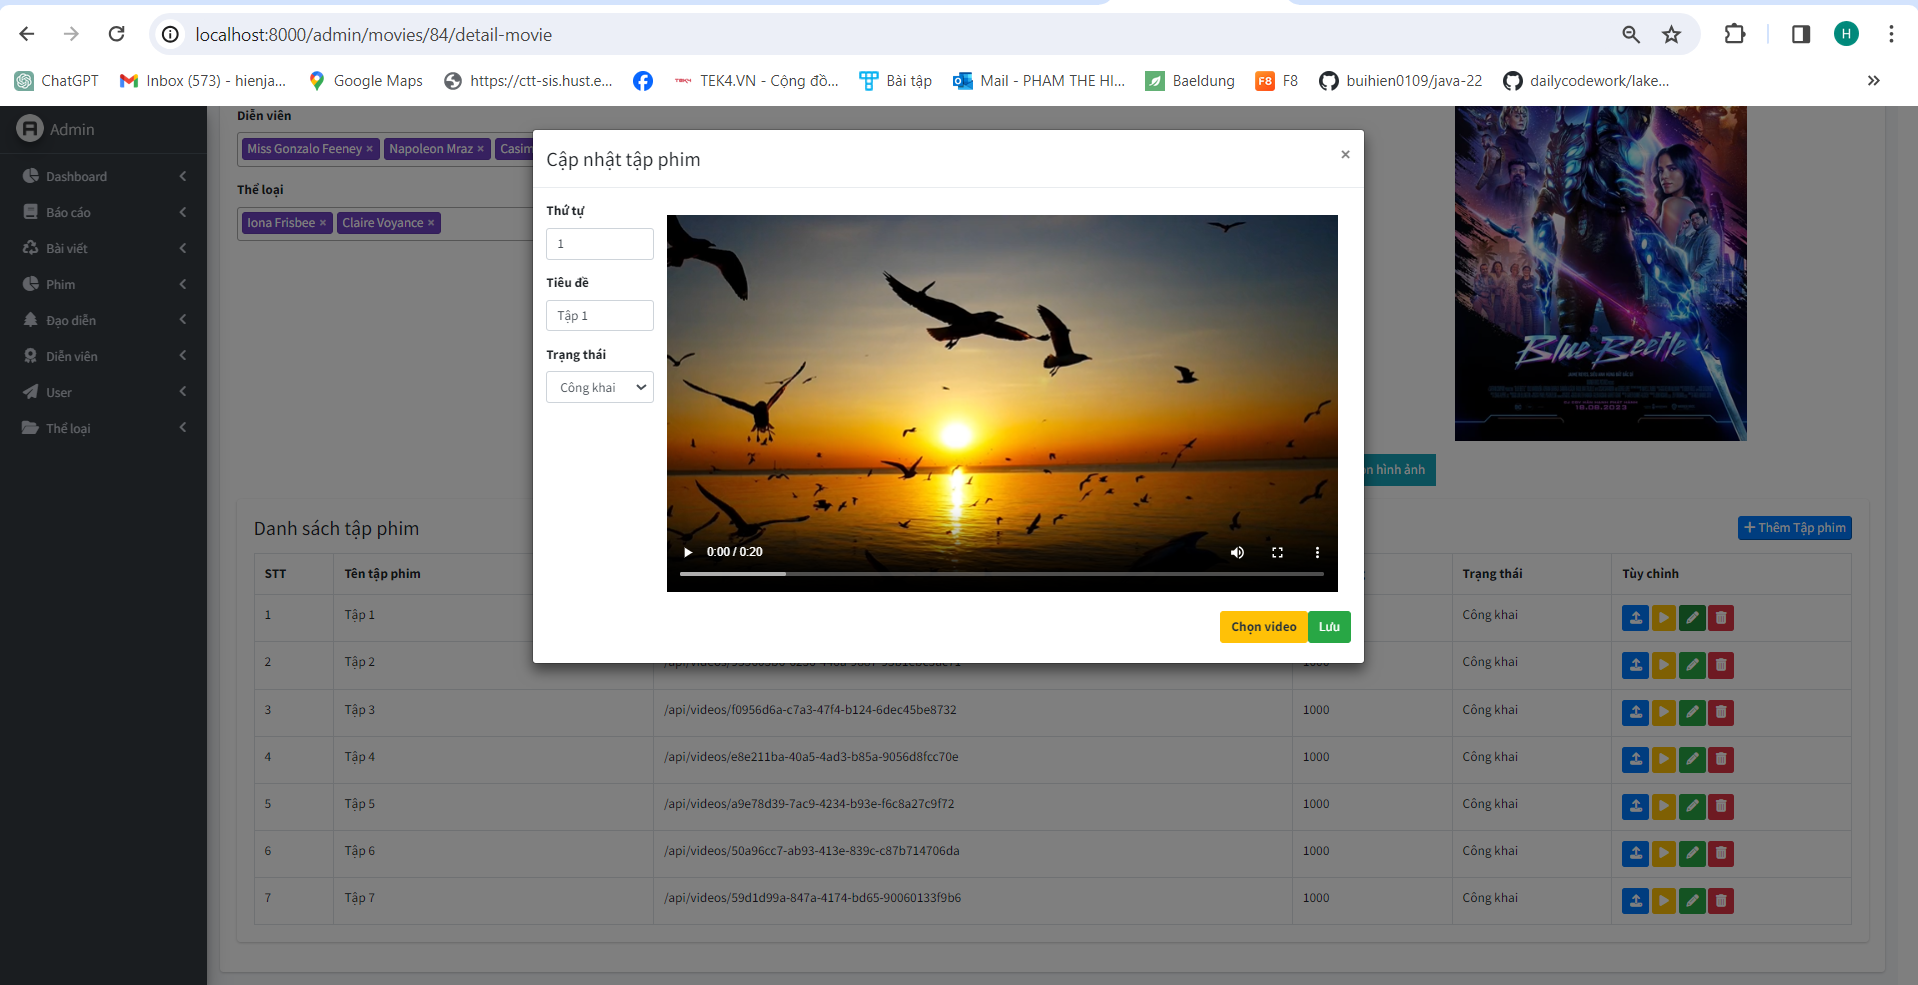 localhost:8000/admin/movies/84/detail-movie
H
ChatGPT
Inbox (573) - hienja...
Google Maps
https://ctt-sis.hust.e...
TEK4.VN - Cộng đồ...
Bài tập
Mail - PHAM THE HI...
Baeldung
F8 F8
buihien0109/java-22
dailycodework/lake...
Admin
Dashboard
Báo cáo
Bài viết
Phim
Đạo diễn
Diễn viên
User
Thể loại
Diễn viên
Miss Gonzalo Feeney × Napoleon Mraz × Casim
Thể loại
Iona Frisbee × Claire Voyance ×
Cập nhật tập phim ×
Thứ tự
1
Tiêu đề
Tập 1
Trạng thái
Công khai
0:00 / 0:20
Chọn video Lưu
Blue Beetle
18.08.2023
n hình ảnh
Danh sách tập phim
+ Thêm Tập phim
STT Tên tập phim Trạng thái Tùy chỉnh
1 Tập 1 Công khai
2 Tập 2 Công khai
3 Tập 3 /api/videos/f0956d6a-c7a3-47f4-b124-6dec45be8732 1000 Công khai
4 Tập 4 /api/videos/e8e211ba-40a5-4ad3-b85a-9056d8fcc70e 1000 Công khai
5 Tập 5 /api/videos/a9e78d39-7ac9-4234-b93e-f6c8a27c9f72 1000 Công khai
6 Tập 6 /api/videos/50a96cc7-ab93-413e-839c-c87b714706da 1000 Công khai
7 Tập 7 /api/videos/59d1d99a-847a-4174-bd65-90060133f9b6 1000 Công khai